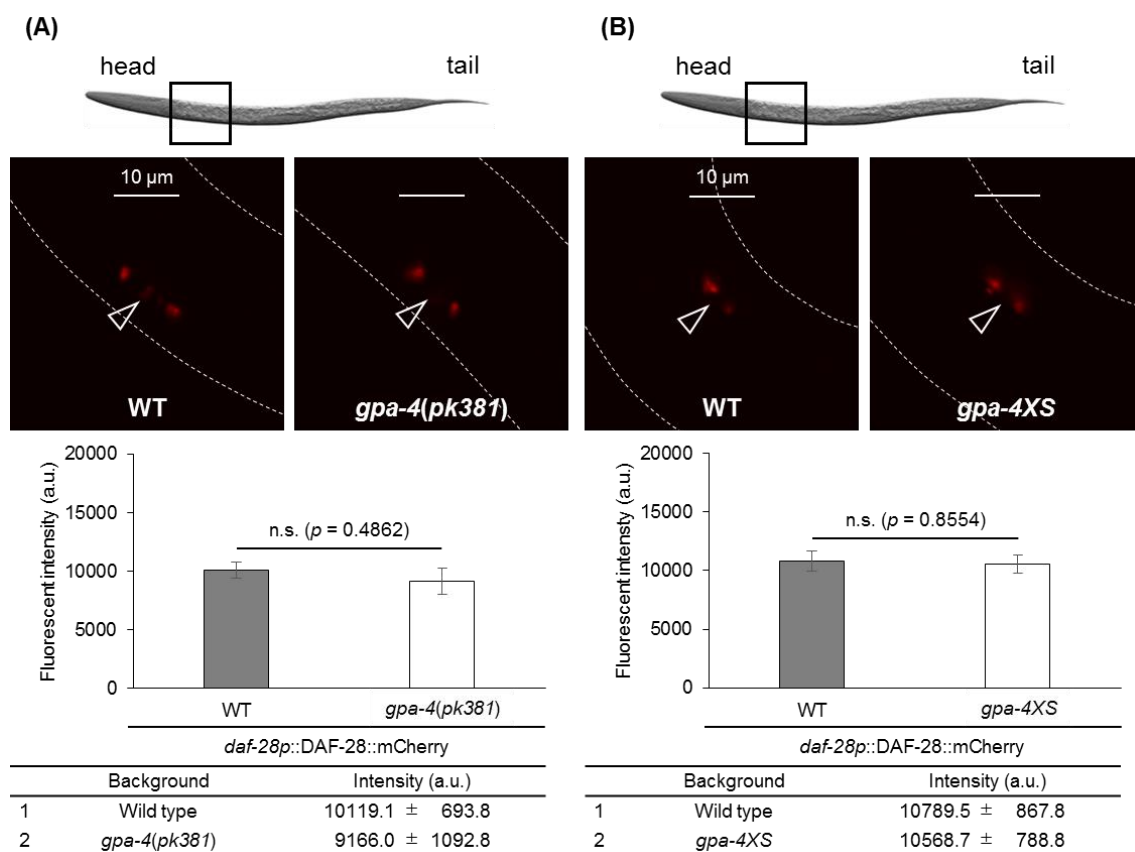 (A)
head tail
10 µm
WT gpa-4(pk381)
20000
15000
10000
5000
0
Fluorescent intensity (a.u.)
n.s. (p = 0.4862)
WT gpa-4(pk381)
daf-28p::DAF-28::mCherry
Background Intensity (a.u.)
1 Wild type 10119.1 ± 693.8
2 gpa-4(pk381) 9166.0 ± 1092.8
(B)
head tail
10 µm
WT gpa-4XS
20000
15000
10000
5000
0
Fluorescent intensty (a.u.)
n.s. (p = 0.8554)
WT gpa-4XS
daf-28p::DAF-28::mCherry
Background Intensity (a.u.)
1 Wild type 10789.5 ± 867.8
2 gpa-4XS 10568.7 ± 788.8